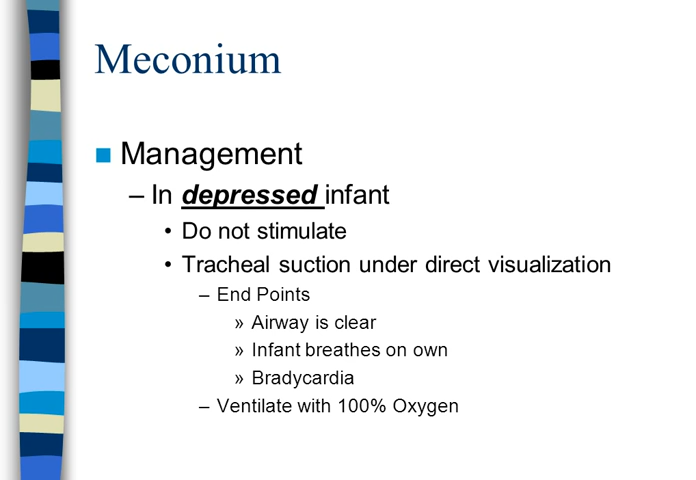 Meconium
■ Management
– In depressed infant
• Do not stimulate
• Tracheal suction under direct visualization
– End Points
» Airway is clear
» Infant breathes on own
» Bradycardia
– Ventilate with 100% Oxygen